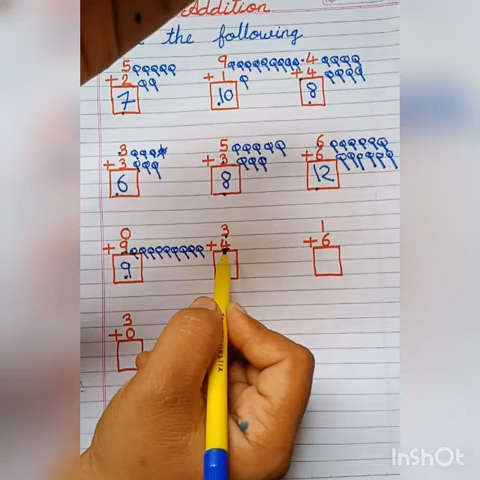 Addition
the following
5 9 4
+2 +1 +4
7 10 8
3 5 6
+3 +3 +6
6 8 12
0 3 1
+9 +4 +6
9
3
+0
InShOt